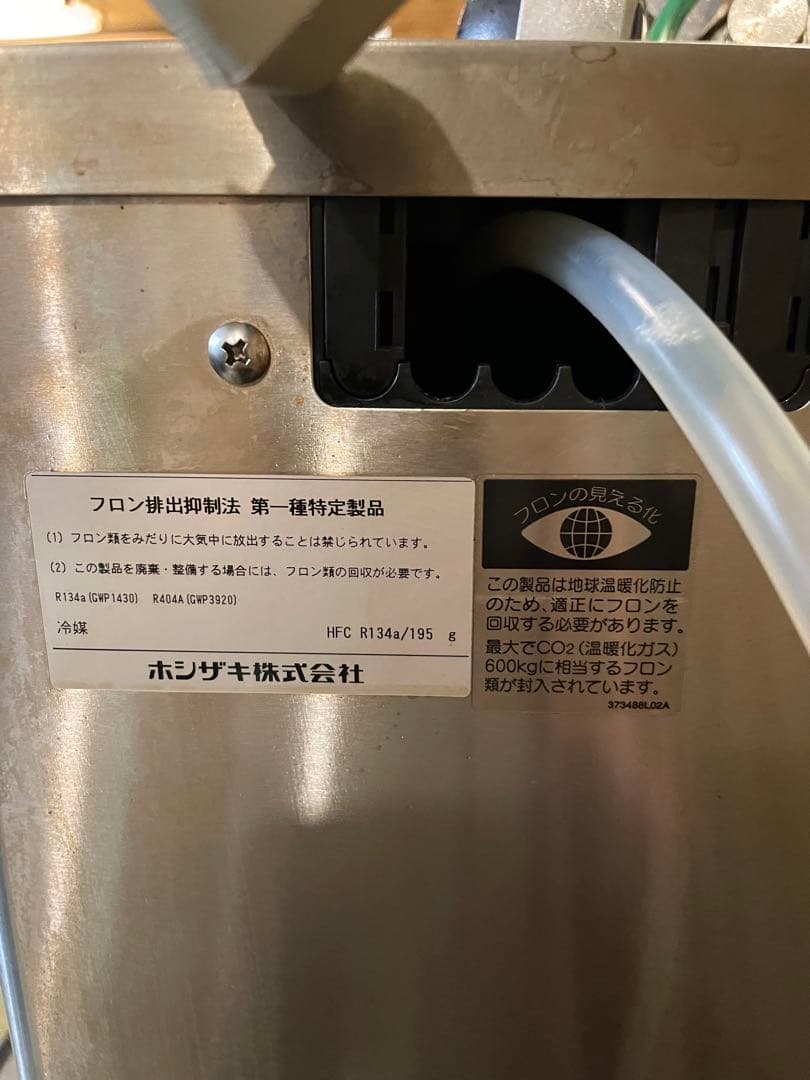 フロン排出抑制法 第一種特定製品
(1) フロン類をみだりに大気中に放出することは禁じられています。
(2) この製品を廃棄・整備する場合には、フロン類の回収が必要です。
R134a(GWP1430) R404A(GWP3920)
冷媒 HFC R134a/195 g
ホシザキ株式会社
フロンの見える化
この製品は地球温暖化防止
のため、適正にフロンを
回収する必要があります。
最大でCO2(温暖化ガス)
600kgに相当するフロン
類が封入されています。
373488L02A